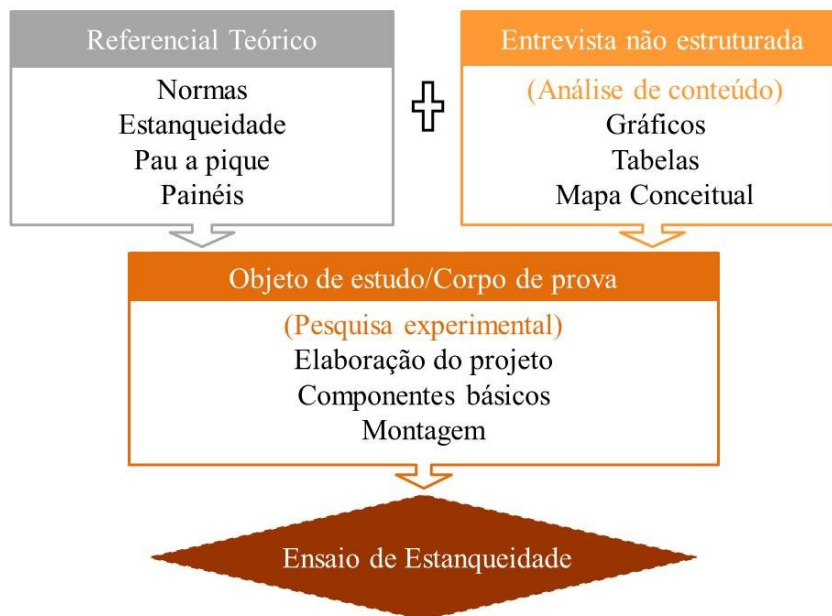 Referencial Teórico
Normas
Estanqueidade
Pau a pique
Painéis
Entrevista não estruturada
(Análise de conteúdo)
Gráficos
Tabelas
Mapa Conceitual
Objeto de estudo/Corpo de prova
(Pesquisa experimental)
Elaboração do projeto
Componentes básicos
Montagem
Ensaio de Estanqueidade